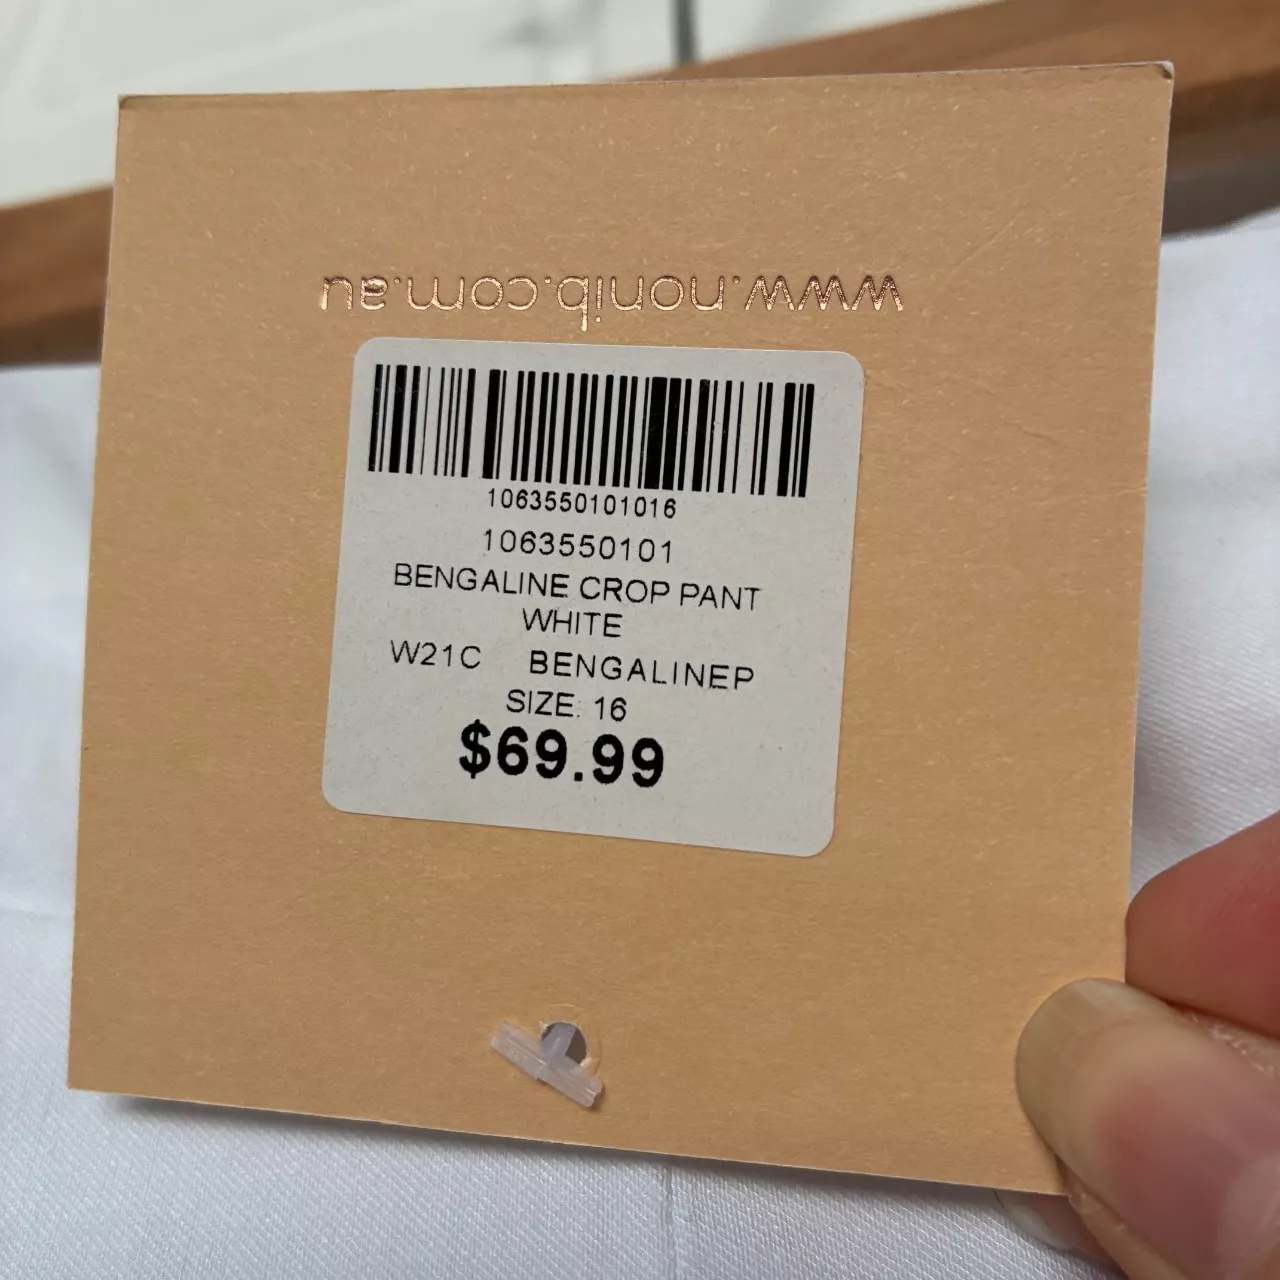 www.nonib.com.au
1063550101016
1063550101
BENGALINE CROP PANT
WHITE
W21C BENGALINEP
SIZE: 16
$69.99